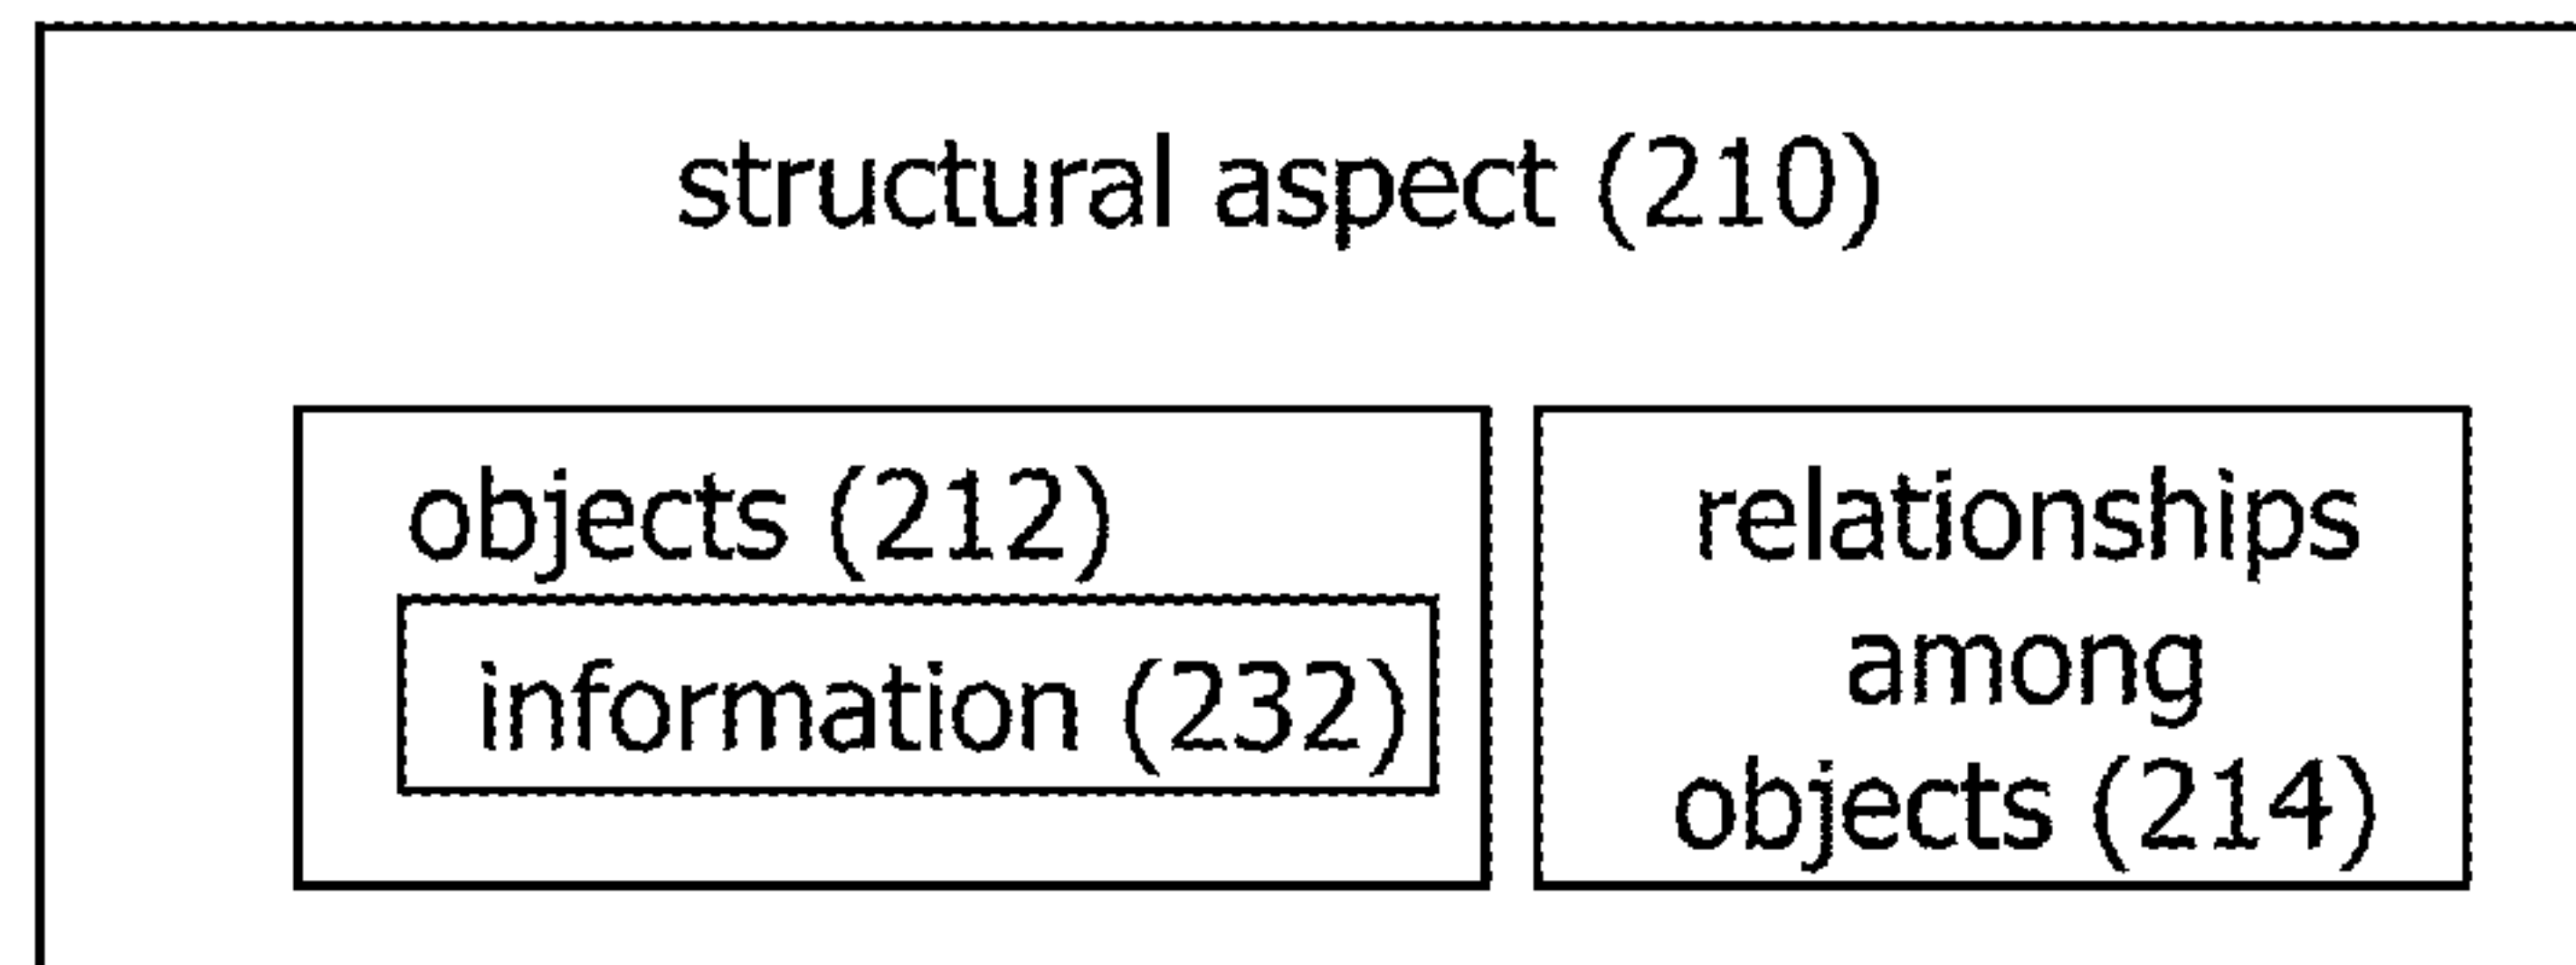 structural aspect (210)
objects (212)
information (232)
relationships
among
objects (214)